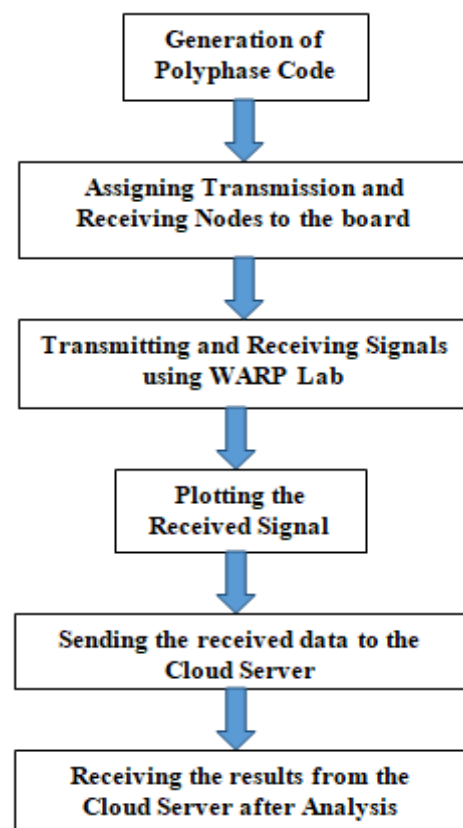 Generation of
Polyphase Code
Assigning Transmission and
Receiving Nodes to the board
Transmitting and Receiving Signals
using WARP Lab
Plotting the
Received Signal
Sending the received data to the
Cloud Server
Receiving the results from the
Cloud Server after Analysis